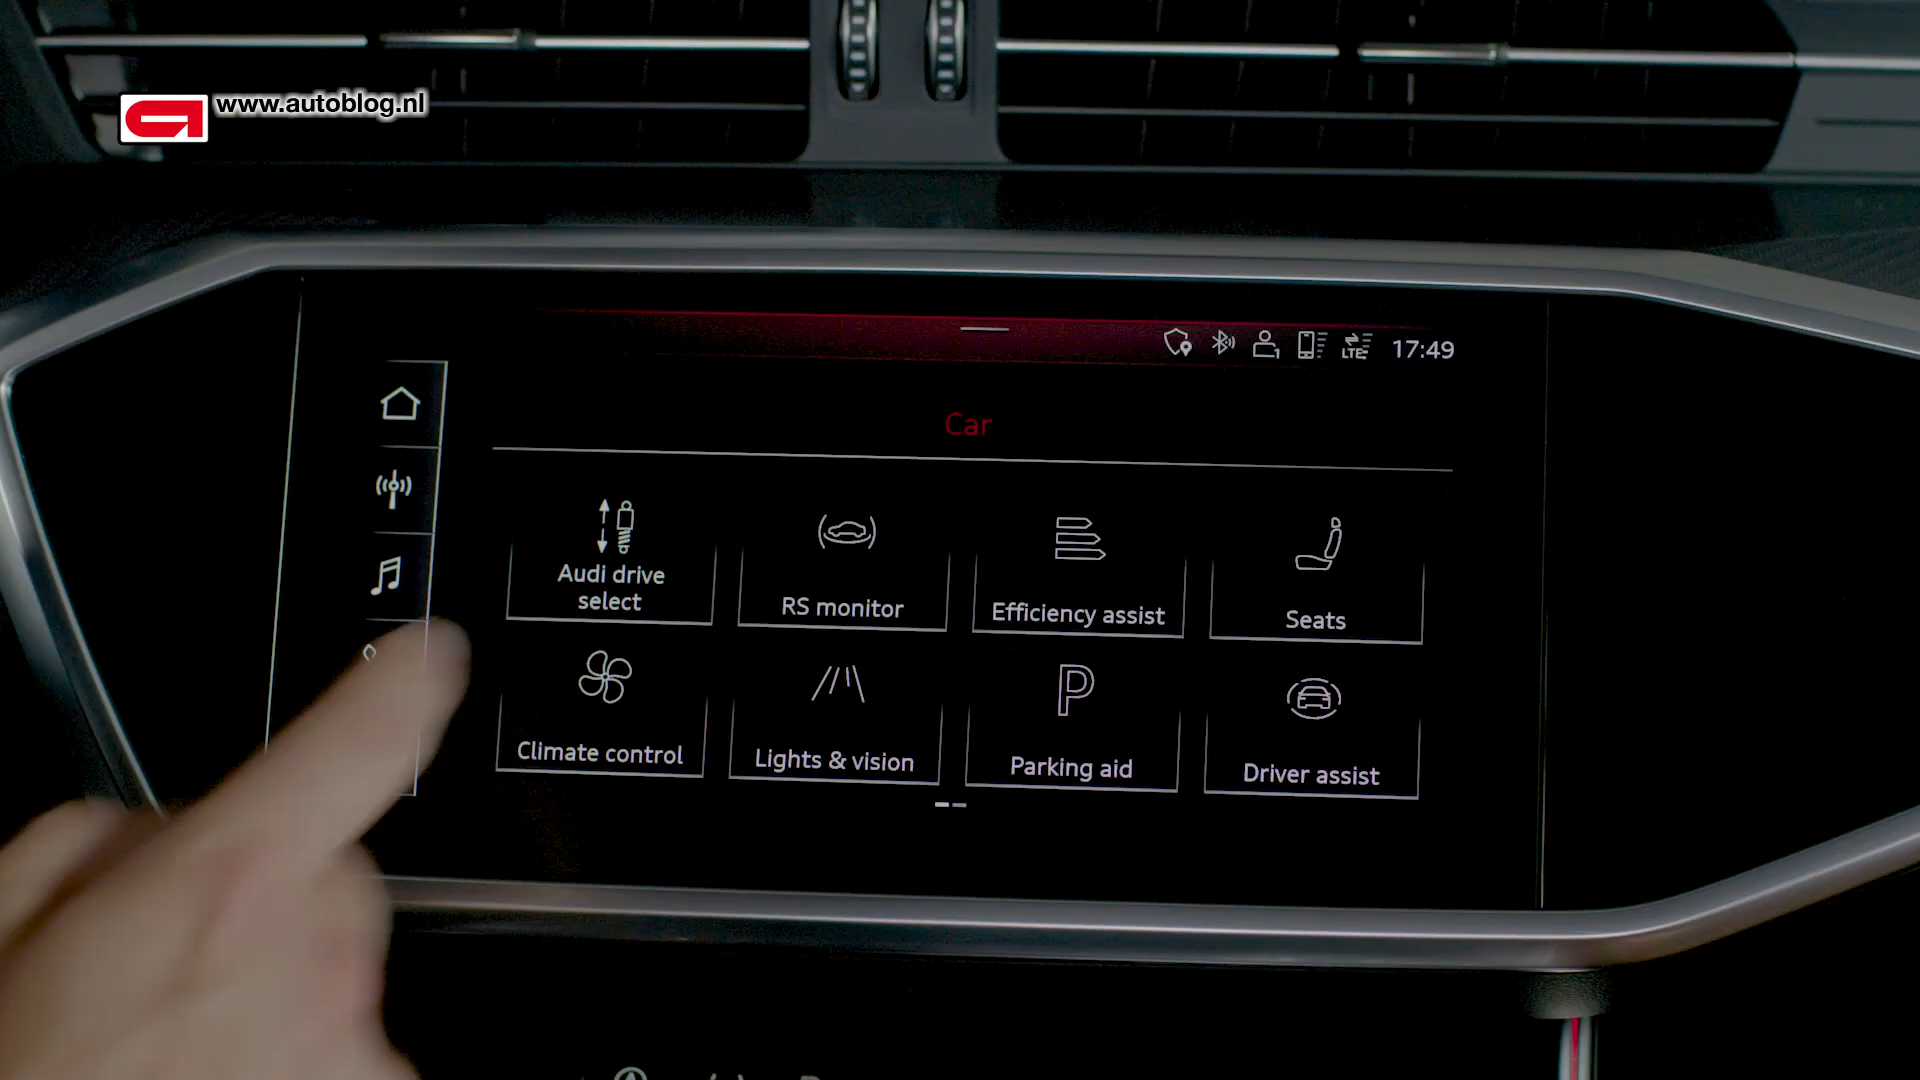 www.autoblog.nl
LTE 17:49
Car
Audi drive
select
RS monitor
Efficiency assist
Seats
Climate control
Lights & vision
P
Parking aid
Driver assist